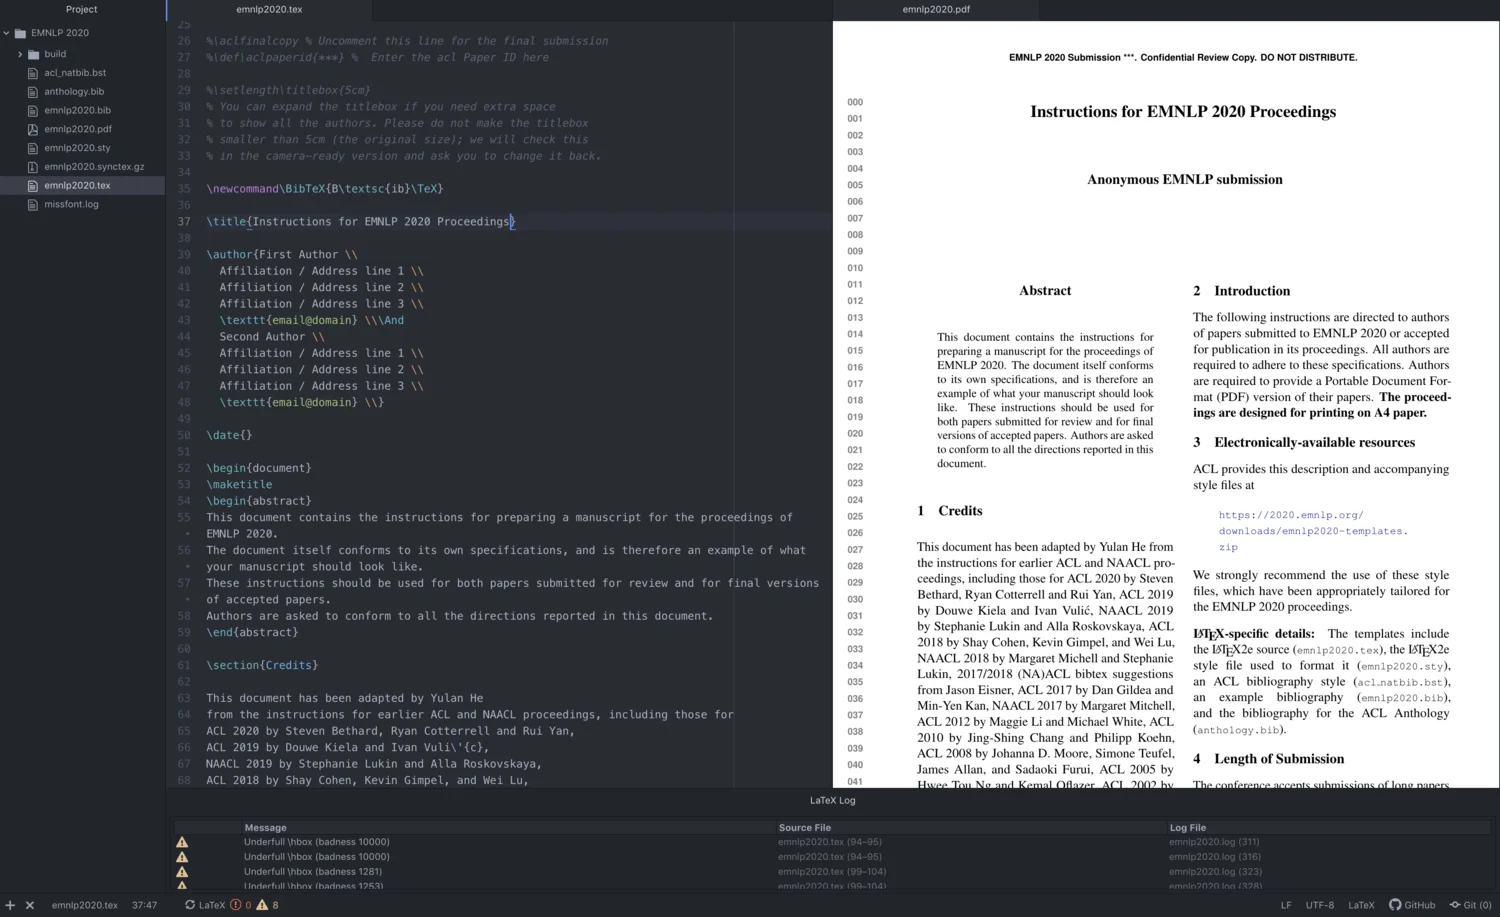 Project
EMNLP 2020
build
acl_natbib.bst
anthology.bib
emnlp2020.bib
emnlp2020.pdf
emnlp2020.sty
emnlp2020.synctex.gz
emnlp2020.tex
missfont.log
emnlp2020.tex
25
26 %\aclfinalcopy % Uncomment this line for the final submission
27 %\def\aclpaperid{***} %  Enter the acl Paper ID here
28
29 %\setlength\titlebox{5cm}
30 % You can expand the titlebox if you need extra space
31 % to show all the authors. Please do not make the titlebox
32 % smaller than 5cm (the original size); we will check this
33 % in the camera-ready version and ask you to change it back.
34
35 \newcommand\BibTeX{B\textsc{ib}\TeX}
36
37 \title{Instructions for EMNLP 2020 Proceedings}
38
39 \author{First Author \\
40 Affiliation / Address line 1 \\
41 Affiliation / Address line 2 \\
42 Affiliation / Address line 3 \\
43 \texttt{email@domain} \\\And
44 Second Author \\
45 Affiliation / Address line 1 \\
46 Affiliation / Address line 2 \\
47 Affiliation / Address line 3 \\
48 \texttt{email@domain} \\}
49
50 \date{}
51
52 \begin{document}
53 \maketitle
54 \begin{abstract}
55 This document contains the instructions for preparing a manuscript for the proceedings of
• EMNLP 2020.
56 The document itself conforms to its own specifications, and is therefore an example of what
• your manuscript should look like.
57 These instructions should be used for both papers submitted for review and for final versions
• of accepted papers.
58 Authors are asked to conform to all the directions reported in this document.
59 \end{abstract}
60
61 \section{Credits}
62
63 This document has been adapted by Yulan He
64 from the instructions for earlier ACL and NAACL proceedings, including those for
65 ACL 2020 by Steven Bethard, Ryan Cotterrell and Rui Yan,
66 ACL 2019 by Douwe Kiela and Ivan Vuli\'{c},
67 NAACL 2019 by Stephanie Lukin and Alla Roskovskaya,
68 ACL 2018 by Shay Cohen, Kevin Gimpel, and Wei Lu,
emnlp2020.pdf
EMNLP 2020 Submission ***. Confidential Review Copy. DO NOT DISTRIBUTE.
Instructions for EMNLP 2020 Proceedings
Anonymous EMNLP submission
000
001
002
003
004
005
006
007
008
009
010
011
012
013
014
015
016
017
018
019
020
021
022
023
024
025
026
027
028
029
030
031
032
033
034
035
036
037
038
039
040
041
Abstract
This document contains the instructions for
preparing a manuscript for the proceedings of
EMNLP 2020. The document itself conforms
to its own specifications, and is therefore an
example of what your manuscript should look
like. These instructions should be used for
both papers submitted for review and for final
versions of accepted papers. Authors are asked
to conform to all the directions reported in this
document.
1 Credits
This document has been adapted by Yulan He from
the instructions for earlier ACL and NAACL pro-
ceedings, including those for ACL 2020 by Steven
Bethard, Ryan Cotterrell and Rui Yan, ACL 2019
by Douwe Kiela and Ivan Vulić, NAACL 2019
by Stephanie Lukin and Alla Roskovskaya, ACL
2018 by Shay Cohen, Kevin Gimpel, and Wei Lu,
NAACL 2018 by Margaret Michell and Stephanie
Lukin, 2017/2018 (NA)ACL bibtex suggestions
from Jason Eisner, ACL 2017 by Dan Gildea and
Min-Yen Kan, NAACL 2017 by Margaret Mitchell,
ACL 2012 by Maggie Li and Michael White, ACL
2010 by Jing-Shing Chang and Philipp Koehn,
ACL 2008 by Johanna D. Moore, Simone Teufel,
James Allan, and Sadaoki Furui, ACL 2005 by
Hwee Tou Ng and Kemal Oflazer, ACL 2002 by
2 Introduction
The following instructions are directed to authors
of papers submitted to EMNLP 2020 or accepted
for publication in its proceedings. All authors are
required to adhere to these specifications. Authors
are required to provide a Portable Document For-
mat (PDF) version of their papers. The proceed-
ings are designed for printing on A4 paper.
3 Electronically-available resources
ACL provides this description and accompanying
style files at
https://2020.emnlp.org/
downloads/emnlp2020-templates.
zip
We strongly recommend the use of these style
files, which have been appropriately tailored for
the EMNLP 2020 proceedings.
LATEX-specific details: The templates include
the LATEX2e source (emnlp2020.tex), the LATEX2e
style file used to format it (emnlp2020.sty),
an ACL bibliography style (acl_natbib.bst),
an example bibliography (emnlp2020.bib),
and the bibliography for the ACL Anthology
(anthology.bib).
4 Length of Submission
The conference accepts submissions of long papers
LaTeX Log
Message Source File Log File
Underfull \hbox (badness 10000) emnlp2020.tex (94–95) emnlp2020.log (311)
Underfull \hbox (badness 10000) emnlp2020.tex (94–95) emnlp2020.log (316)
Underfull \hbox (badness 1281) emnlp2020.tex (99–104) emnlp2020.log (323)
Underfull \hbox (badness 1253) emnlp2020.tex (99–104) emnlp2020.log (328)
emnlp2020.tex 37:47 LaTeX 0 8 LF UTF-8 LaTeX GitHub Git (0)